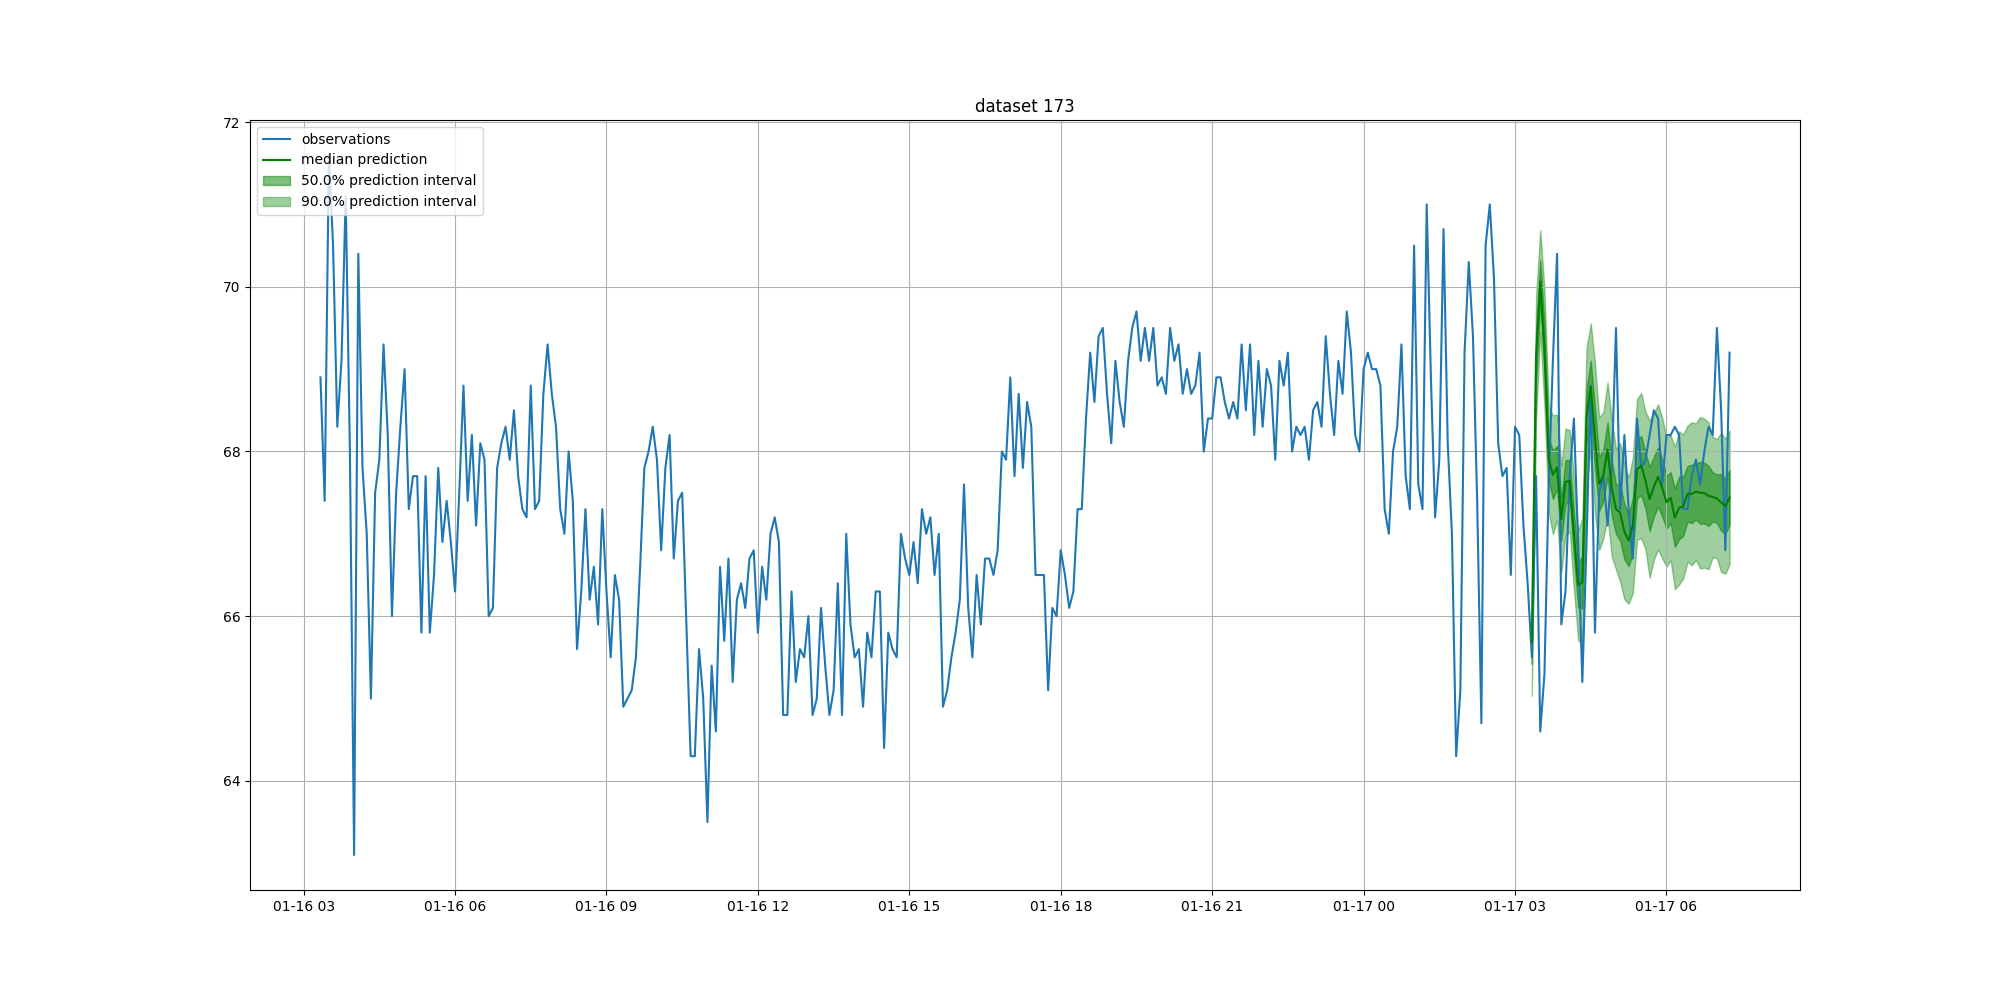 dataset 173
72
observations
median prediction
50.0% prediction interval
90.0% prediction interval
70
68
66
64
01-16 03 01-16 06 01-16 09 01-16 12 01-16 15 01-16 18 01-16 21 01-17 00 01-17 03 01-17 06